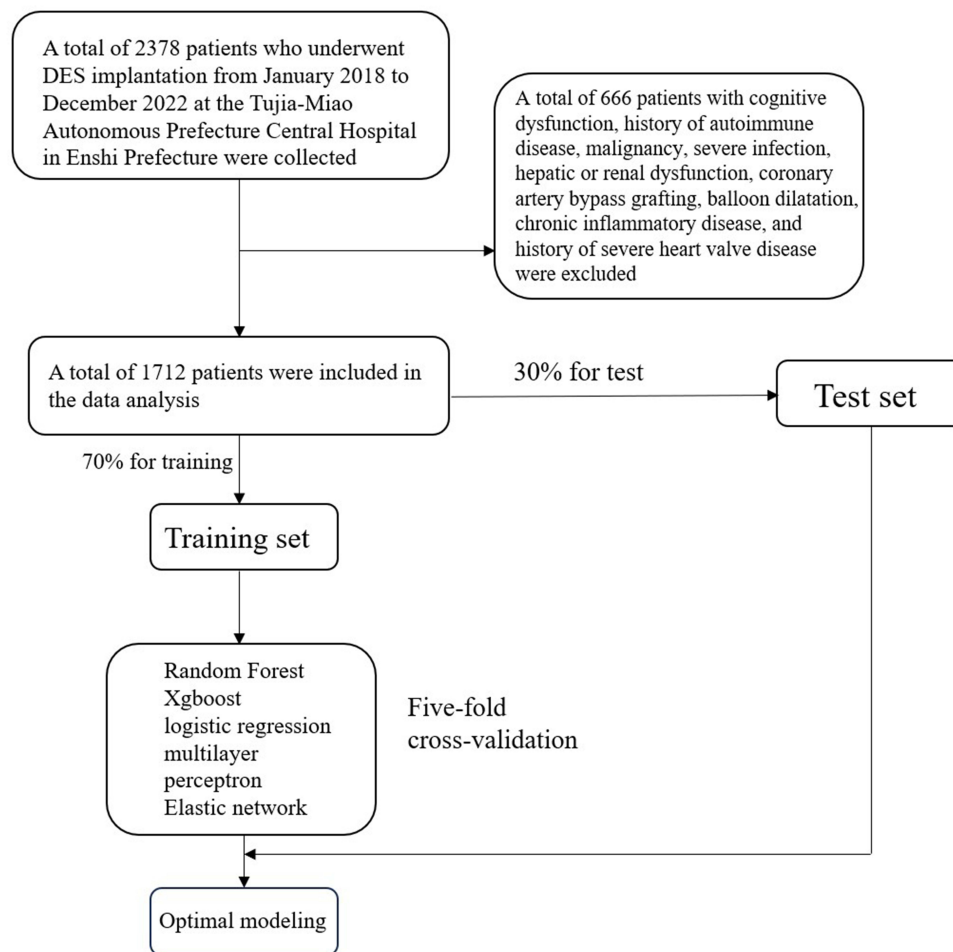 A total of 2378 patients who underwent
DES implantation from January 2018 to
December 2022 at the Tujia-Miao
Autonomous Prefecture Central Hospital
in Enshi Prefecture were collected
A total of 666 patients with cognitive
dysfunction, history of autoimmune
disease, malignancy, severe infection,
hepatic or renal dysfunction, coronary
artery bypass grafting, balloon dilatation,
chronic inflammatory disease, and
history of severe heart valve disease
were excluded
A total of 1712 patients were included in
the data analysis
30% for test
Test set
70% for training
Training set
Random Forest
Xgboost
logistic regression
multilayer
perceptron
Elastic network
Five-fold
cross-validation
Optimal modeling